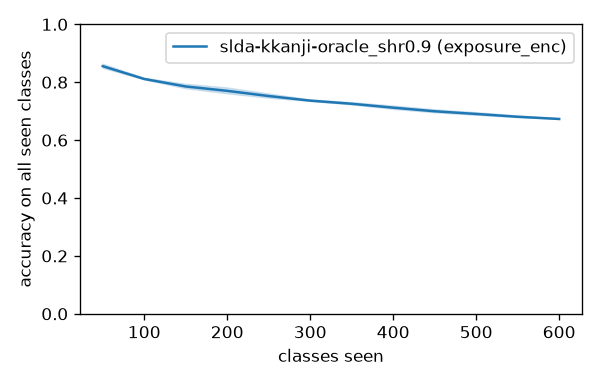 1.0
0.8
0.6
0.4
0.2
0.0
accuracy on all seen classes
slda-kkanji-oracle_shr0.9 (exposure_enc)
100 200 300 400 500 600
classes seen